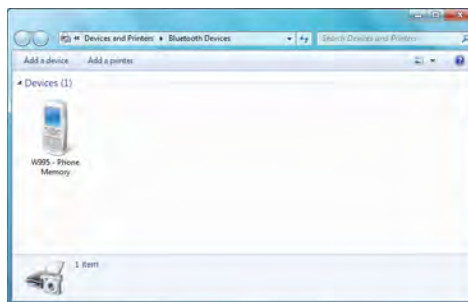 « Devices and Printers ▸ Bluetooth Devices
Search Devices and Printers
Add a device Add a printer
Devices (1)
W995 - Phone
Memory
1 item